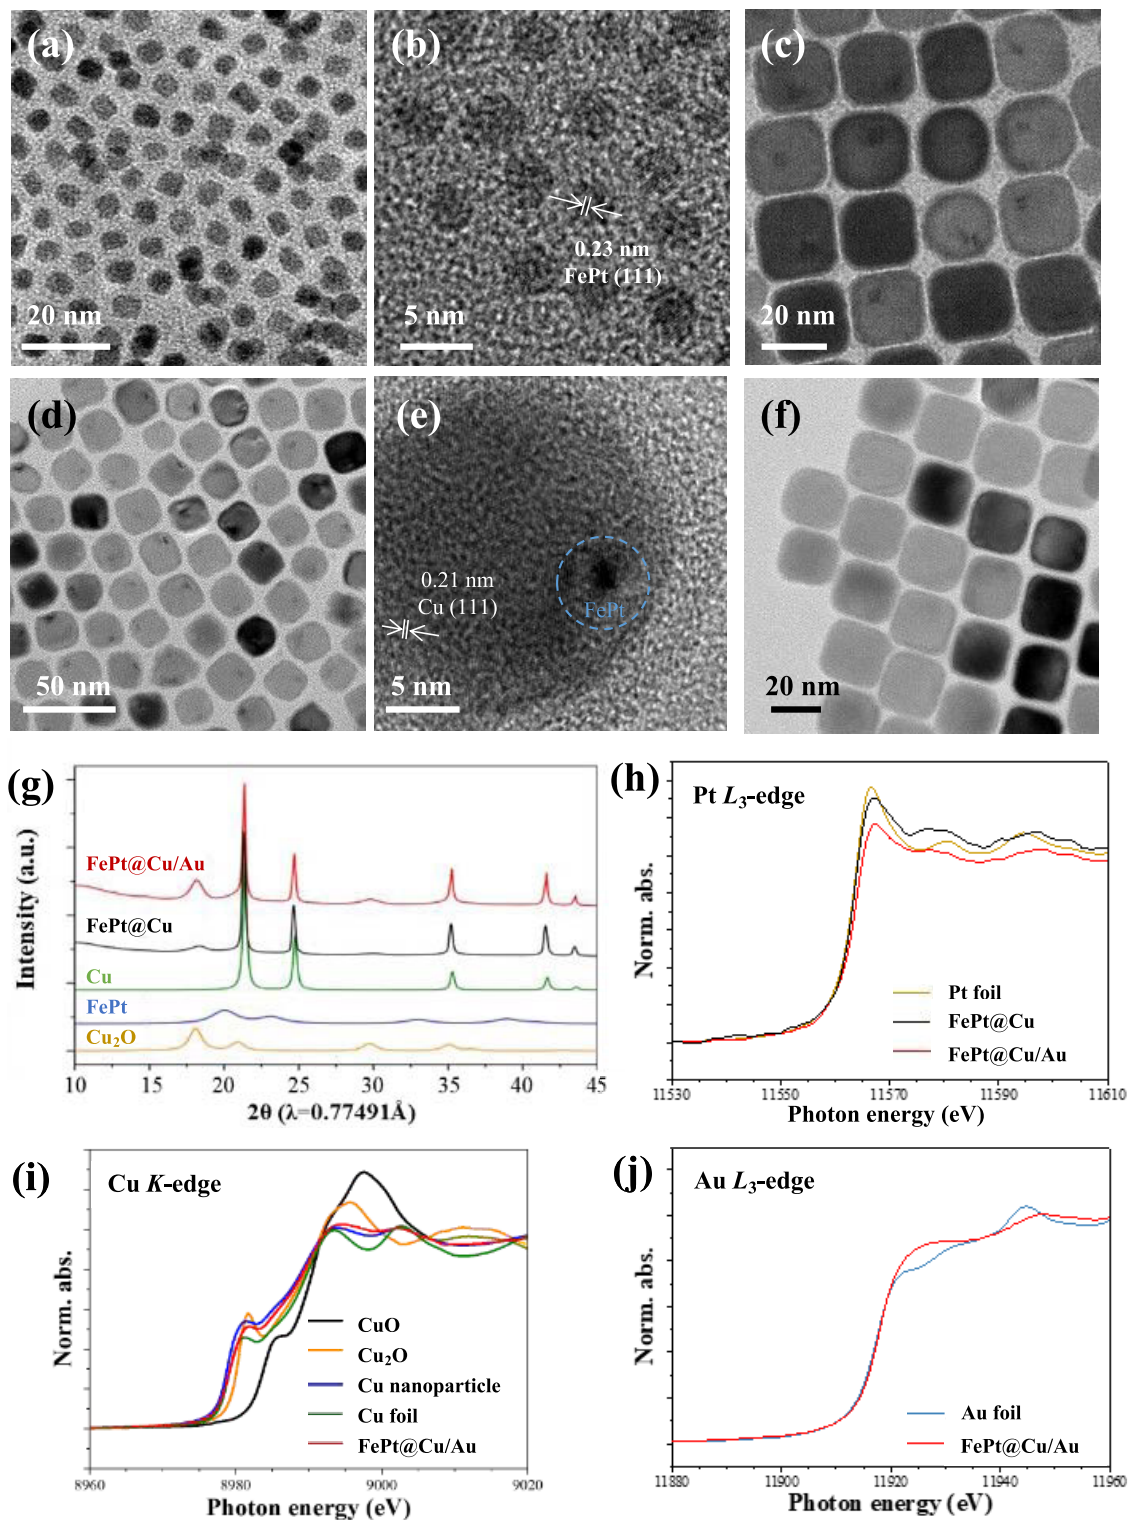 (a)
20 nm
(b)
0.23 nm
FePt (111)
5 nm
(c)
20 nm
(d)
50 nm
(e)
0.21 nm
Cu (111)
FePt
5 nm
(f)
20 nm
(g)
Intensity (a.u.)
FePt@Cu/Au
FePt@Cu
Cu
FePt
Cu₂O
10 15 20 25 30 35 40 45
2θ (λ=0.77491Å)
(h)
Pt L₃-edge
Norm. abs.
Pt foil
FePt@Cu
FePt@Cu/Au
11530 11550 11570 11590 11610
Photon energy (eV)
(i)
Cu K-edge
Norm. abs.
CuO
Cu₂O
Cu nanoparticle
Cu foil
FePt@Cu/Au
8960 8980 9000 9020
Photon energy (eV)
(j)
Au L₃-edge
Norm. abs.
Au foil
FePt@Cu/Au
11880 11900 11920 11940 11960
Photon energy (eV)